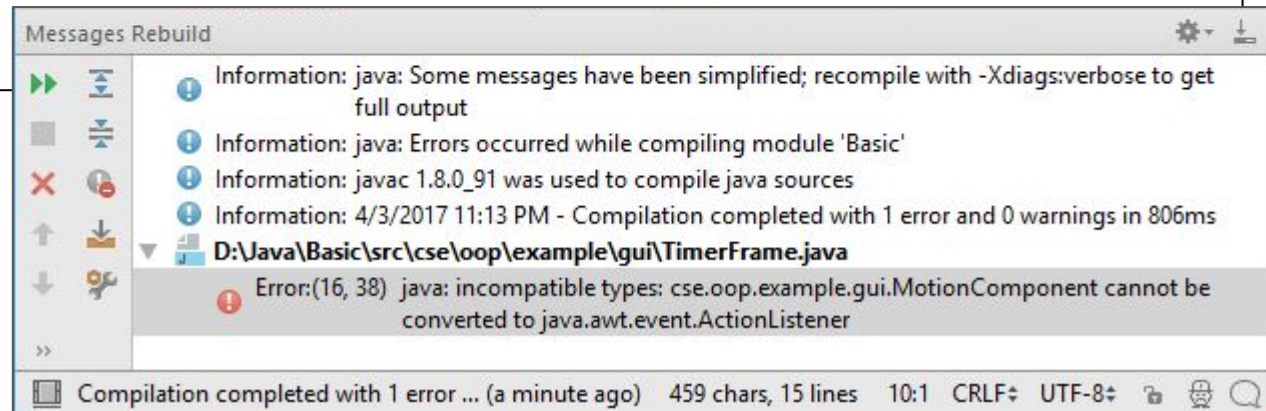 Messages Rebuild
Information: java: Some messages have been simplified; recompile with -Xdiags:verbose to get
full output
Information: java: Errors occurred while compiling module 'Basic'
Information: javac 1.8.0_91 was used to compile java sources
Information: 4/3/2017 11:13 PM - Compilation completed with 1 error and 0 warnings in 806ms
D:\Java\Basic\src\cse\oop\example\gui\TimerFrame.java
Error:(16, 38) java: incompatible types: cse.oop.example.gui.MotionComponent cannot be
converted to java.awt.event.ActionListener
Compilation completed with 1 error ... (a minute ago) 459 chars, 15 lines 10:1 CRLF UTF-8